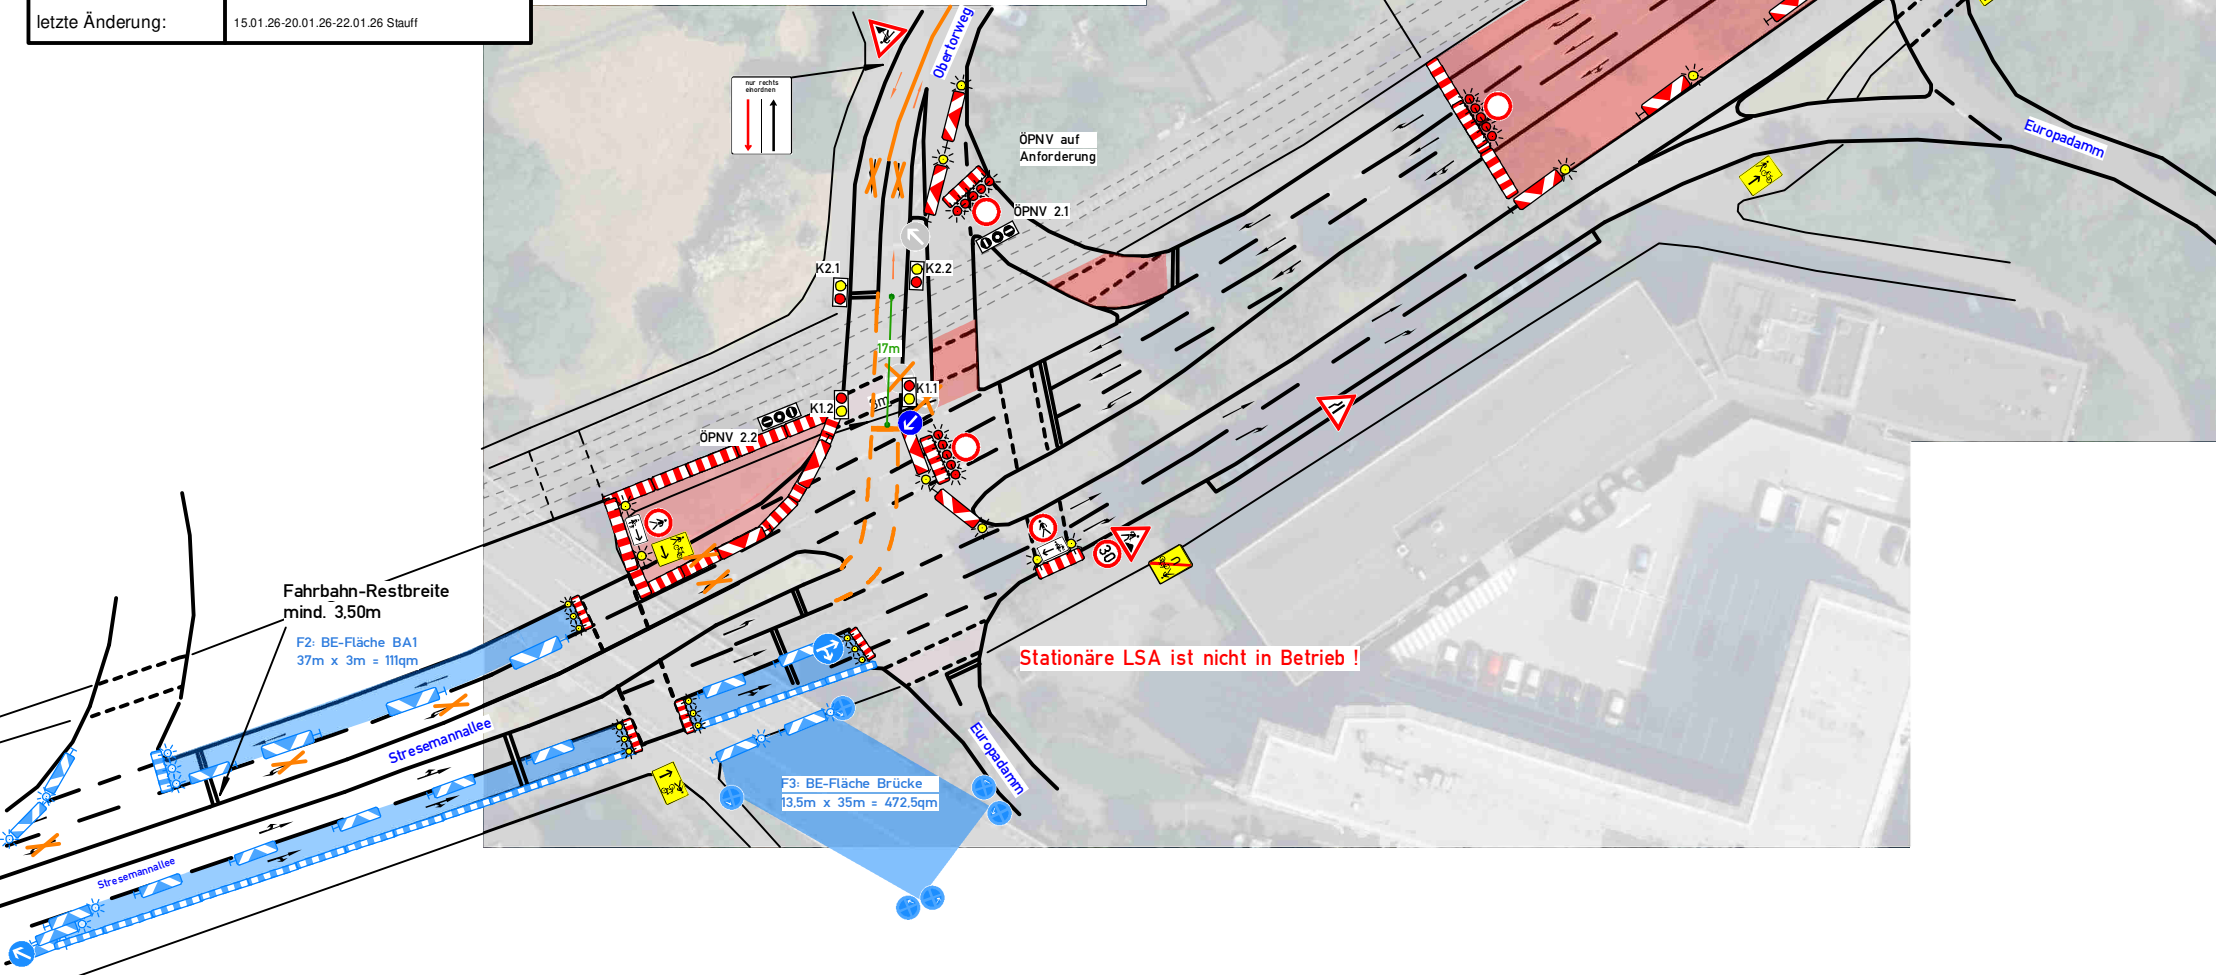 letzte Änderung:
15.01.26-20.01.26-22.01.26 Stauff
Obertorweg
nur rechts
einordnen
ÖPNV auf
Anforderung
ÖPNV 2.1
Europadamm
K2.1
K2.2
17m
K1.1
K1.2
ÖPNV 2.2
30
Fahrbahn-Restbreite
mind. 3,50m
F2: BE-Fläche BA1
37m x 3m = 111qm
Stationäre LSA ist nicht in Betrieb !
Stresemannallee
Europadamm
F3: BE-Fläche Brücke
13,5m x 35m = 472,5qm
Stresemannallee